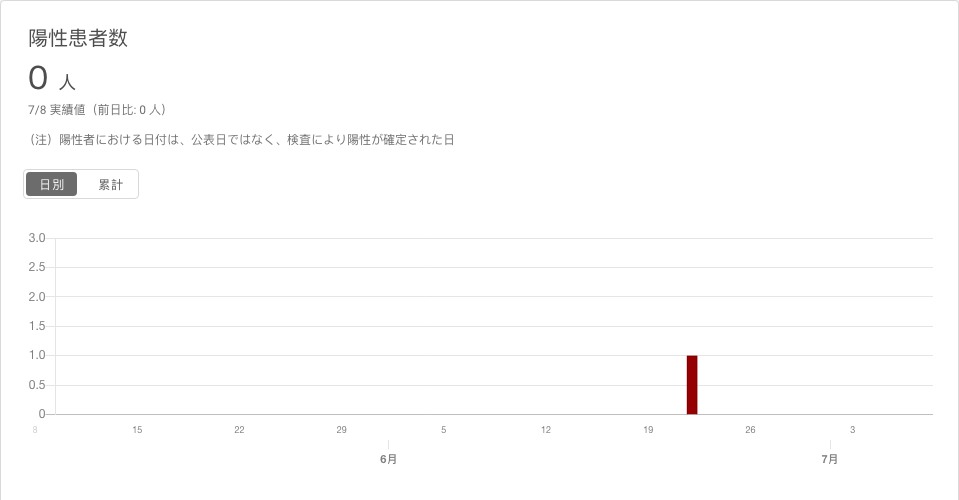 陽性患者数
0 人
7/8 実績値（前日比: 0 人）
（注）陽性者における日付は、公表日ではなく、検査により陽性が確定された日
日別 累計
3.0
2.5
2.0
1.5
1.0
0.5
0
8 15 22 29 5 12 19 26 3
6月 7月